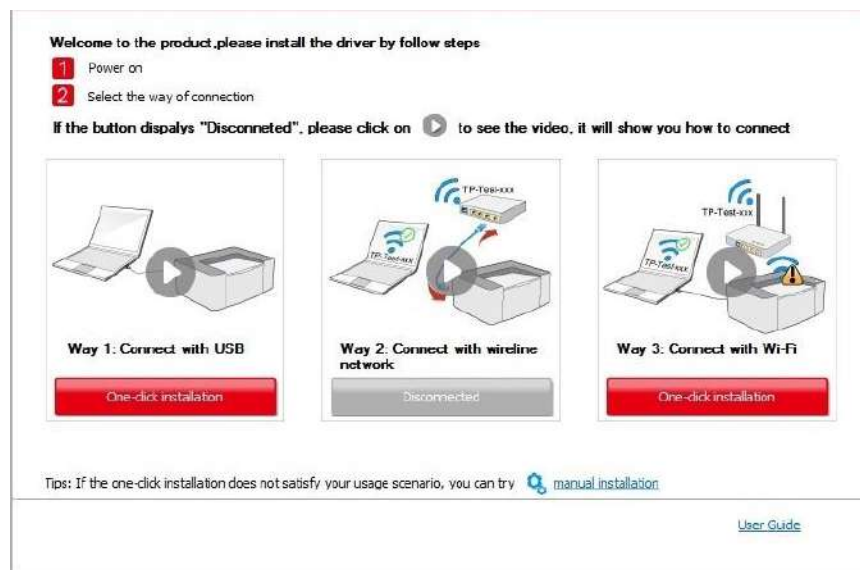 Welcome to the product,please install the driver by follow steps
1 Power on
2 Select the way of connection
If the button dispalys "Disconneted", please click on to see the video, it will show you how to connect
TP-Test-xxx
TP-Test-xxx
Way 1: Connect with USB
One-click installation
TP-Test-xxx
TP-Test-xxx
Way 2: Connect with wireline
network
Disconnected
Way 3: Connect with Wi-Fi
One-click installation
Tips: If the one-click installation does not satisfy your usage scenario, you can try manual installation
User Guide